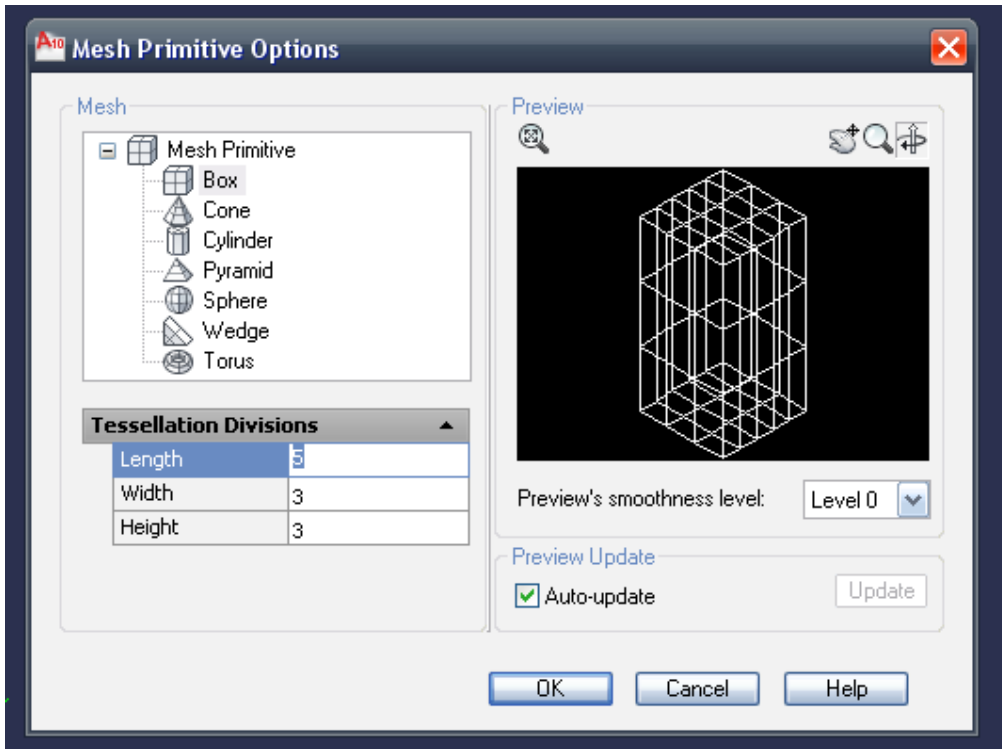 A10 Mesh Primitive Options
Mesh
Mesh Primitive
Box
Cone
Cylinder
Pyramid
Sphere
Wedge
Torus
Tessellation Divisions
Length 5
Width 3
Height 3
Preview
Preview's smoothness level: Level 0
Preview Update
Auto-update Update
OK Cancel Help